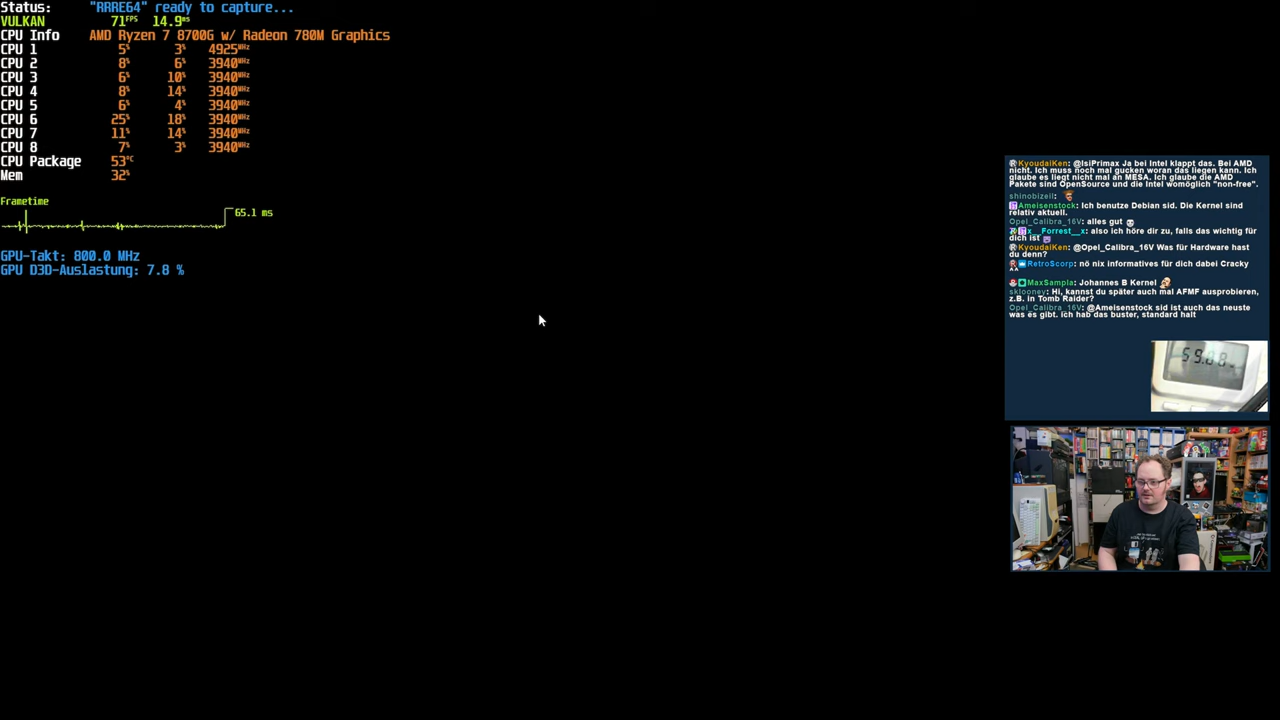 Status: "RRRE64" ready to capture...
VULKAN 71FPS 14.9ms
CPU Info AMD Ryzen 7 8700G w/ Radeon 780M Graphics
CPU 1 5% 3% 4925MHz
CPU 2 8% 6% 3940MHz
CPU 3 6% 10% 3940MHz
CPU 4 8% 14% 3940MHz
CPU 5 6% 4% 3940MHz
CPU 6 25% 18% 3940MHz
CPU 7 11% 14% 3940MHz
CPU 8 7% 3% 3940MHz
CPU Package 53°C
Mem 32%
Frametime
65.1 ms
GPU-Takt: 800.0 MHz
GPU D3D-Auslastung: 7.8 %
KyoudaiKen: @IsiPrimax Ja bei Intel klappt das. Bei AMD
nicht. Ich muss noch mal gucken woran das liegen kann. Ich
glaube es liegt nicht mal an MESA. Ich glaube die AMD
Pakete sind OpenSource und die Intel womöglich "non-free".
shinobizeii:
Ameisenstock: Ich benutze Debian sid. Die Kernel sind
relativ aktuell.
Opel_Calibra_16V: alles gut
x__Forrest__x: also ich höre dir zu, falls das wichtig für
dich ist
KyoudaiKen: @Opel_Calibra_16V Was für Hardware hast
du denn?
RetroScorp: nö nix informatives für dich dabei Cracky
^^
MaxSampla: Johannes B Kernel
sklooney: Hi, kannst du später auch mal AFMF ausprobieren,
z.B. in Tomb Raider?
Opel_Calibra_16V: @Ameisenstock sid ist auch das neuste
was es gibt. ich hab das buster, standard halt